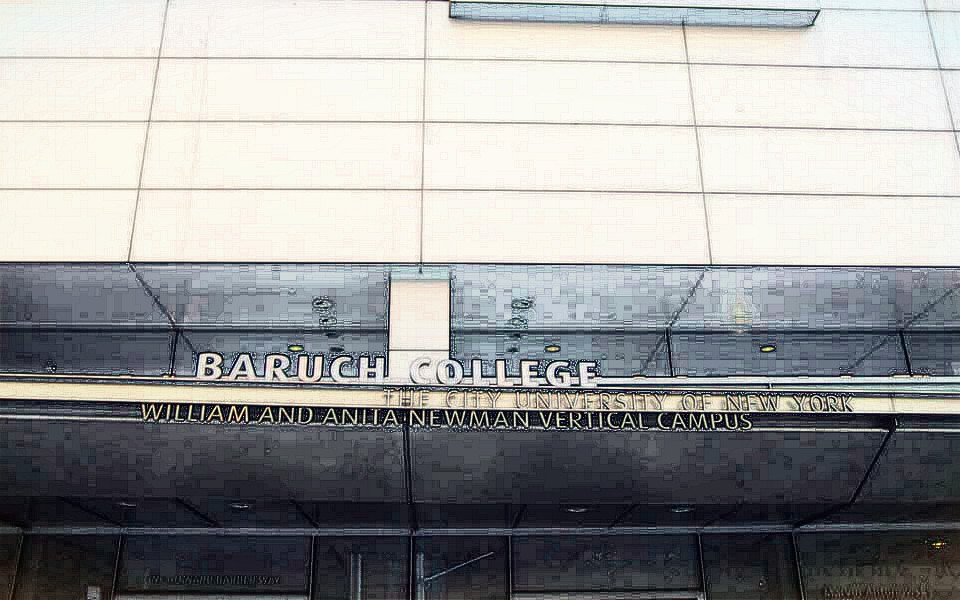 BARUCH COLLEGE
THE CITY UNIVERSITY OF NEW YORK
WILLIAM AND ANITA NEWMAN VERTICAL CAMPUS